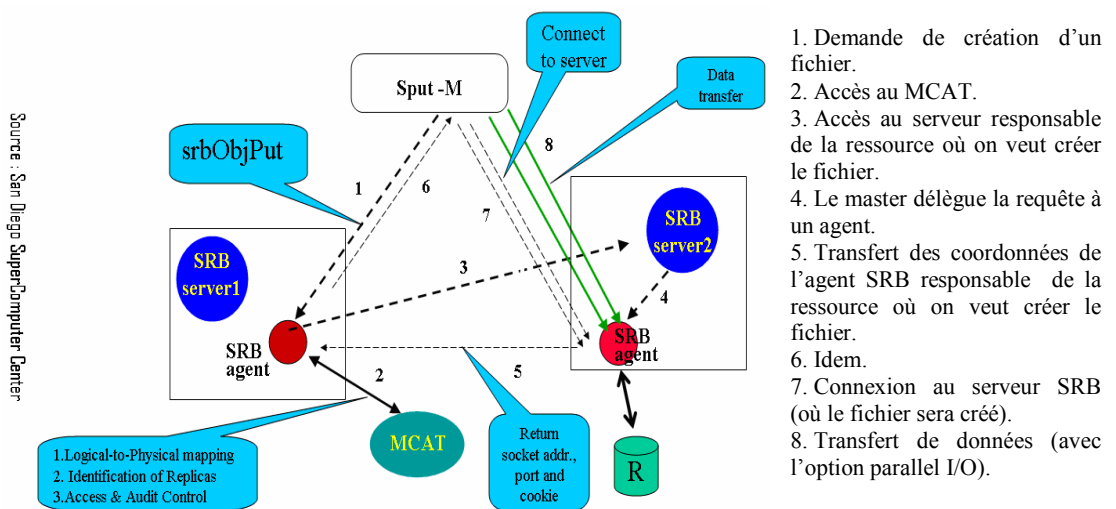 Source : San Diego SuperComputer Center
Sput -M
Connect
to server
Data
transfer
srbObjPut
1
6
8
7
SRB
server1
SRB
server2
3
4
SRB
agent
SRB
agent
2
5
MCAT
R
1.Logical-to-Physical mapping
2. Identification of Replicas
3.Access & Audit Control
Return
socket addr.,
port and
cookie
1. Demande de création d'un
fichier.
2. Accès au MCAT.
3. Accès au serveur responsable
de la ressource où on veut créer
le fichier.
4. Le master délègue la requête à
un agent.
5. Transfert des coordonnées de
l'agent SRB responsable de la
ressource où on veut créer le
fichier.
6. Idem.
7. Connexion au serveur SRB
(où le fichier sera créé).
8. Transfert de données (avec
l'option parallel I/O).